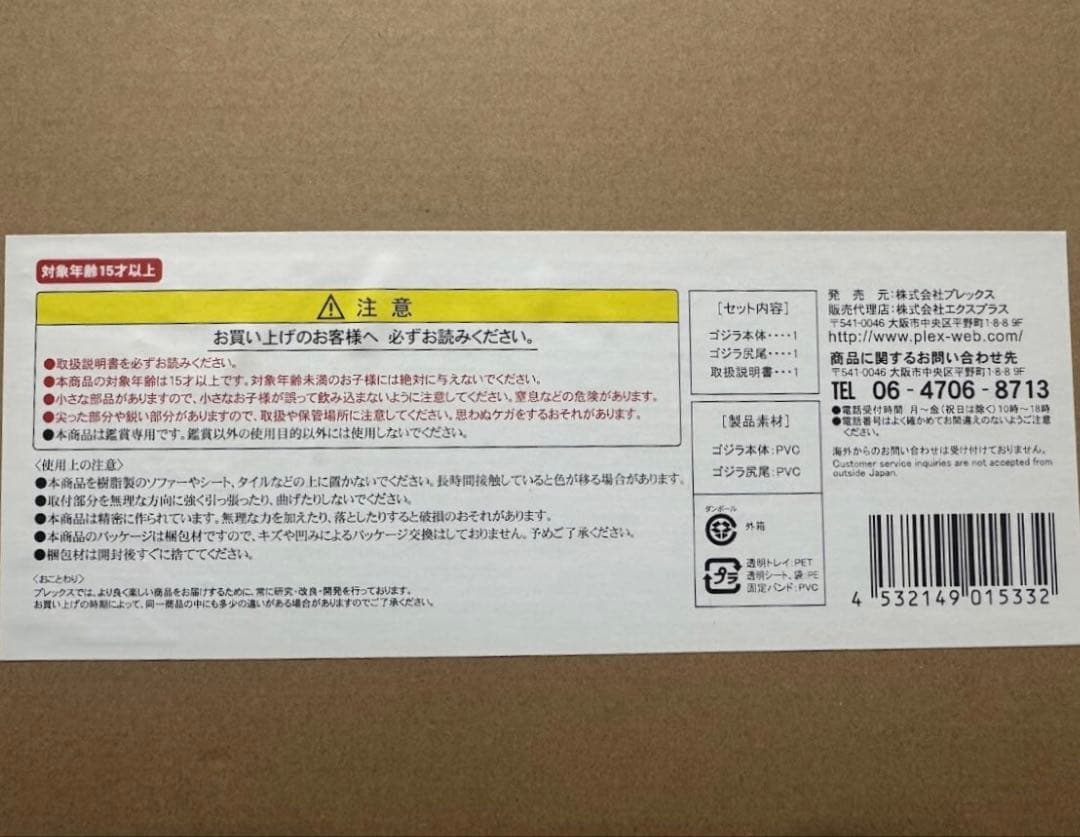 対象年齢15才以上
注意
お買い上げのお客様へ 必ずお読みください。
●取扱説明書を必ずお読みください。
●本商品の対象年齢は15才以上です。対象年齢未満のお子様には絶対に与えないでください。
●小さな部品がありますので、小さなお子様が誤って飲み込まないように注意してください。窒息などの危険があります。
●尖った部分や鋭い部分がありますので、取扱や保管場所に注意してください。思わぬケガをするおそれがあります。
●本商品は鑑賞専用です。鑑賞以外の使用目的以外には使用しないでください。
〈使用上の注意〉
●本商品を樹脂製のソファーやシート、タイルなどの上に置かないでください。長時間接触していると色が移る場合があります。
●取付部分を無理な方向に強く引っ張ったり、曲げたりしないでください。
●本商品は精密に作られています。無理な力を加えたり、落としたりすると破損のおそれがあります。
●本商品のパッケージは梱包材ですので、キズや凹みによるパッケージ交換はしておりません。予めご了承ください。
●梱包材は開封後すぐに捨ててください。
〈おことわり〉
プレックスでは、より良く楽しい商品をお届けするために、常に研究・改良・開発を行っております。
お買い上げの時期によって、同一商品の中にも多少の違いがある場合がありますのでご了承ください。
[セット内容]
ゴジラ本体・・・・1
ゴジラ尻尾・・・・1
取扱説明書・・・1
[製品素材]
ゴジラ本体:PVC
ゴジラ尻尾:PVC
ダンボール
外箱
プラ
透明トレイ:PET
透明シート、袋:PE
固定バンド:PVC
発売元:株式会社プレックス
販売代理店:株式会社エクスプラス
〒541-0046 大阪市中央区平野町1-8-8 9F
http://www.plex-web.com/
商品に関するお問い合わせ先
〒541-0046 大阪市中央区平野町1-8-8 9F
TEL 06-4706-8713
●電話受付時間 月〜金(祝日は除く)10時〜18時
●電話番号はよく確かめてお間違えのないようご注意
ください。
海外からのお問い合わせは受け付けておりません。
Customer service inquiries are not accepted from
outside Japan.
4 532149 015332